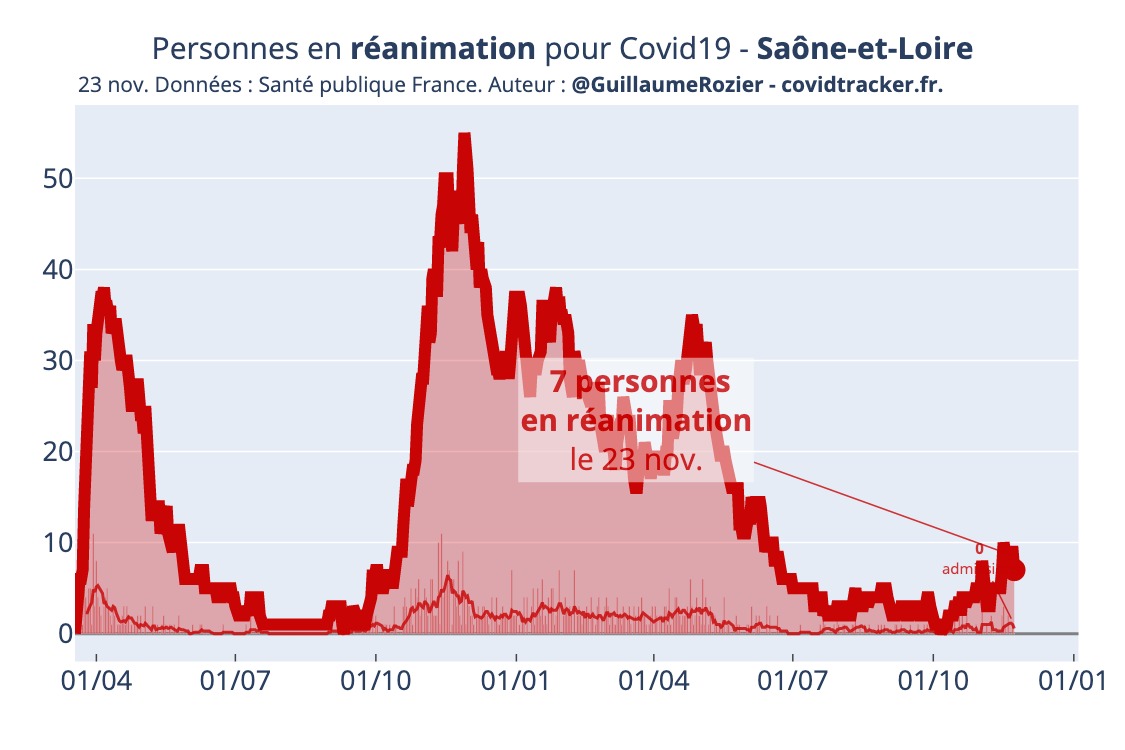 Personnes en réanimation pour Covid19 - Saône-et-Loire
23 nov. Données : Santé publique France. Auteur : @GuillaumeRozier - covidtracker.fr.
50
40
30
20
10
0
7 personnes
en réanimation
le 23 nov.
0
01/04 01/07 01/10 01/01 01/04 01/07 01/10 01/01